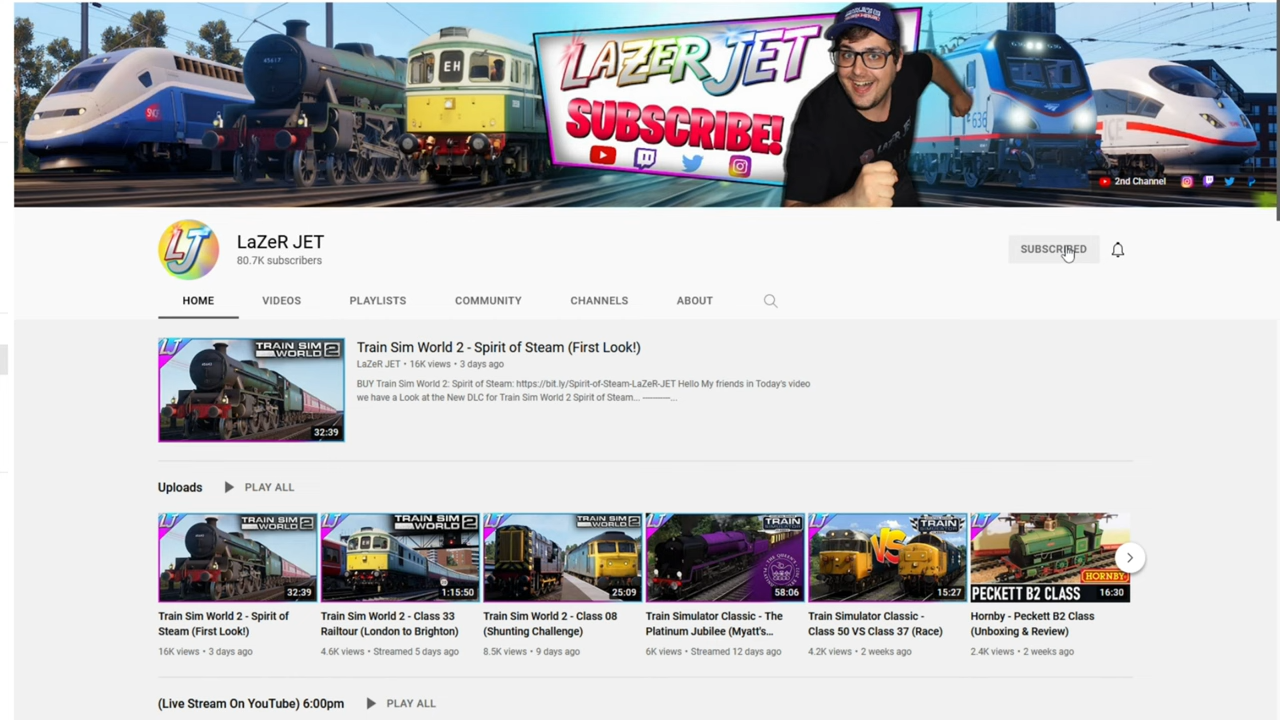 LAZER JET
SUBSCRIBE!
EH
636
2nd Channel
LJ
LaZeR JET
80.7K subscribers
SUBSCRIBED
HOME
VIDEOS
PLAYLISTS
COMMUNITY
CHANNELS
ABOUT
LJ
TRAIN SIM
WORLD 2
32:39
Train Sim World 2 - Spirit of Steam (First Look!)
LaZeR JET • 16K views • 3 days ago
BUY Train Sim World 2: Spirit of Steam: https://bit.ly/Spirit-of-Steam-LaZeR-JET Hello My friends in Today's video
we have a Look at the New DLC for Train Sim World 2 Spirit of Steam... ———...
Uploads
PLAY ALL
LJ
TRAIN SIM
WORLD 2
32:39
Train Sim World 2 - Spirit of
Steam (First Look!)
16K views • 3 days ago
LJ
TRAIN SIM
WORLD 2
1:15:50
Train Sim World 2 - Class 33
Railtour (London to Brighton)
4.6K views • Streamed 5 days ago
LJ
TRAIN SIM
WORLD 2
25:09
Train Sim World 2 - Class 08
(Shunting Challenge)
8.5K views • 9 days ago
LJ
TRAIN
58:06
Train Simulator Classic - The
Platinum Jubilee (Myatt's...
6K views • Streamed 12 days ago
LJ
TRAIN
VS
15:27
Train Simulator Classic -
Class 50 VS Class 37 (Race)
4.2K views • 2 weeks ago
LJ
HORNBY
PECKETT B2 CLASS
16:30
Hornby - Peckett B2 Class
(Unboxing & Review)
2.4K views • 2 weeks ago
(Live Stream On YouTube) 6:00pm
PLAY ALL